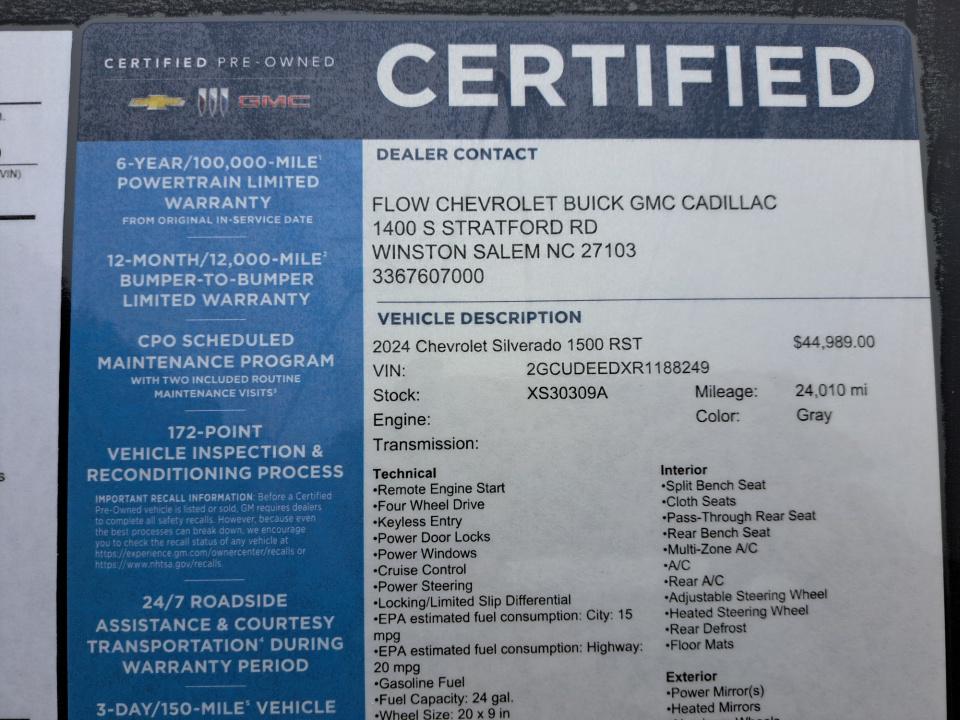 VIN)
CERTIFIED PRE-OWNED
GMC
CERTIFIED
6-YEAR/100,000-MILE¹
POWERTRAIN LIMITED
WARRANTY
FROM ORIGINAL IN-SERVICE DATE
12-MONTH/12,000-MILE²
BUMPER-TO-BUMPER
LIMITED WARRANTY
CPO SCHEDULED
MAINTENANCE PROGRAM
WITH TWO INCLUDED ROUTINE
MAINTENANCE VISITS³
172-POINT
VEHICLE INSPECTION &
RECONDITIONING PROCESS
IMPORTANT RECALL INFORMATION: Before a Certified
Pre-Owned vehicle is listed or sold, GM requires dealers
to complete all safety recalls. However, because even
the best processes can break down, we encourage
you to check the recall status of any vehicle at
https://experience.gm.com/ownercenter/recalls or
https://www.nhtsa.gov/recalls.
24/7 ROADSIDE
ASSISTANCE & COURTESY
TRANSPORTATION⁴ DURING
WARRANTY PERIOD
3-DAY/150-MILE⁵ VEHICLE
DEALER CONTACT
FLOW CHEVROLET BUICK GMC CADILLAC
1400 S STRATFORD RD
WINSTON SALEM NC 27103
3367607000
VEHICLE DESCRIPTION
2024 Chevrolet Silverado 1500 RST $44,989.00
VIN: 2GCUDEEDXR1188249
Stock: XS30309A Mileage: 24,010 mi
Engine: Color: Gray
Transmission:
Technical
•Remote Engine Start
•Four Wheel Drive
•Keyless Entry
•Power Door Locks
•Power Windows
•Cruise Control
•Power Steering
•Locking/Limited Slip Differential
•EPA estimated fuel consumption: City: 15
mpg
•EPA estimated fuel consumption: Highway:
20 mpg
•Gasoline Fuel
•Fuel Capacity: 24 gal.
•Wheel Size: 20 x 9 in
Interior
•Split Bench Seat
•Cloth Seats
•Pass-Through Rear Seat
•Rear Bench Seat
•Multi-Zone A/C
•A/C
•Rear A/C
•Adjustable Steering Wheel
•Heated Steering Wheel
•Rear Defrost
•Floor Mats
Exterior
•Power Mirror(s)
•Heated Mirrors